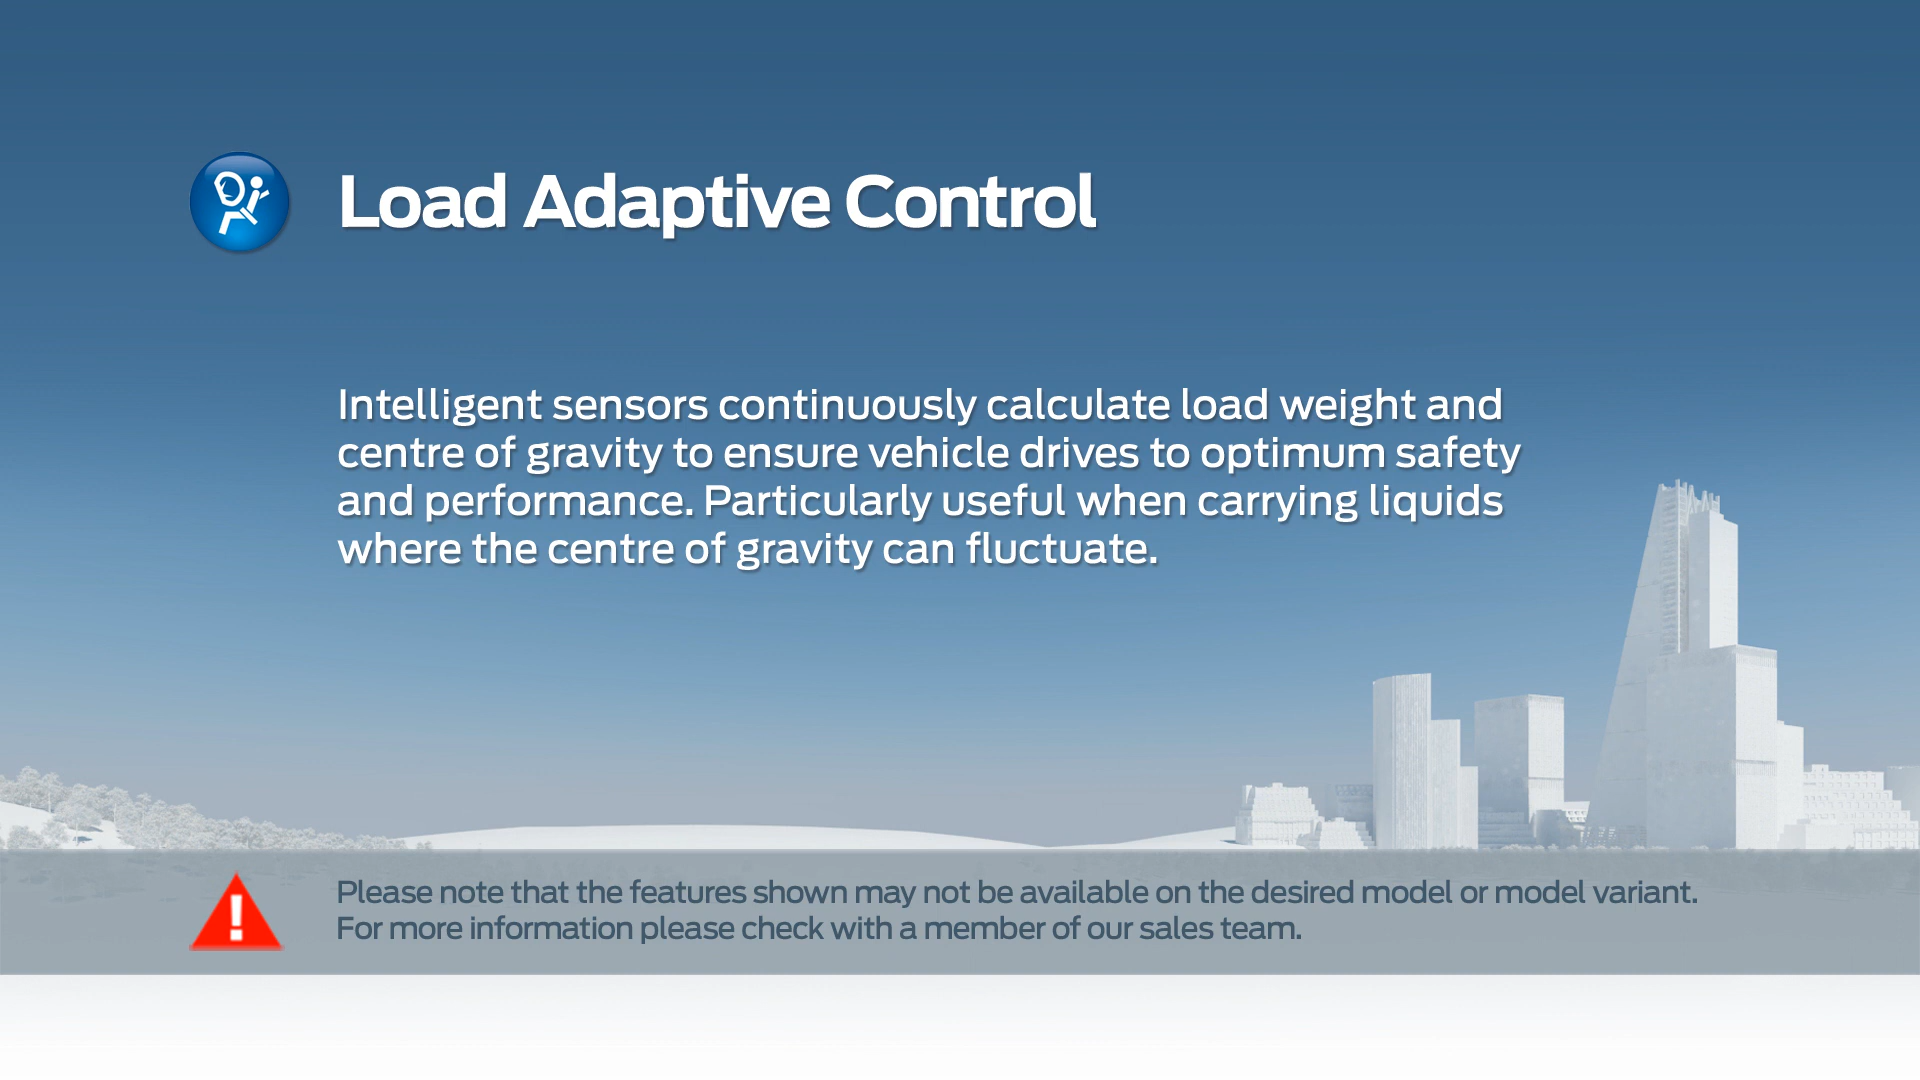 Load Adaptive Control
Intelligent sensors continuously calculate load weight and
centre of gravity to ensure vehicle drives to optimum safety
and performance. Particularly useful when carrying liquids
where the centre of gravity can fluctuate.
Please note that the features shown may not be available on the desired model or model variant.
For more information please check with a member of our sales team.